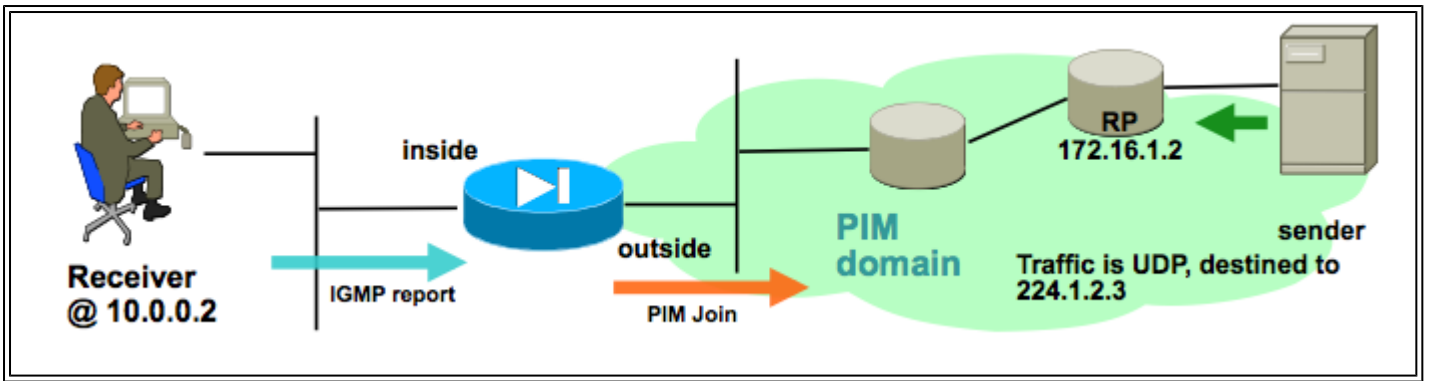 inside
RP
172.16.1.2
PIM
domain
sender
outside
Traffic is UDP, destined to
224.1.2.3
Receiver
@ 10.0.0.2
IGMP report
PIM Join